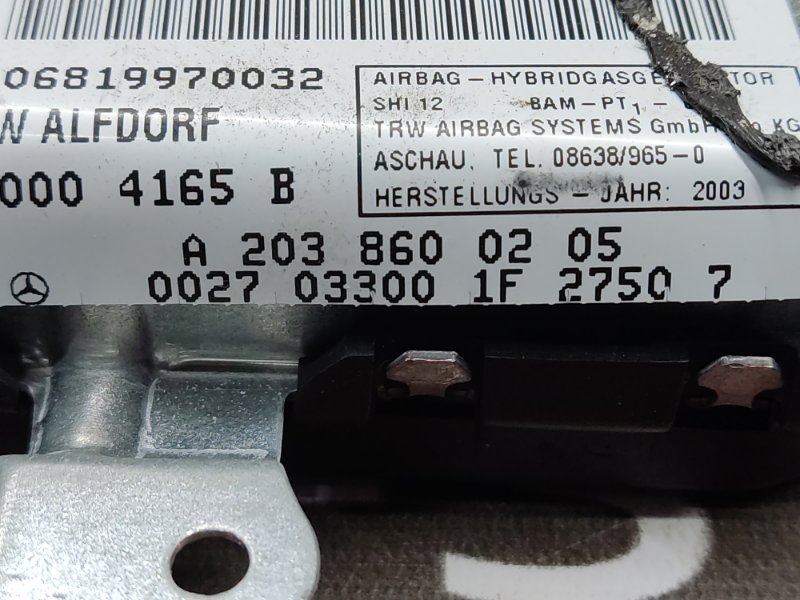 06819970032
W ALFDORF
000 4165 B
AIRBAG - HYBRIDGASGE TOR
SHI 12 BAM-PT1 -
TRW AIRBAG SYSTEMS GmbH KG
ASCHAU, TEL. 08638/965-0
HERSTELLUNGS - JAHR: 2003
A 203 860 02 05
0027 03300 1F 2750 7